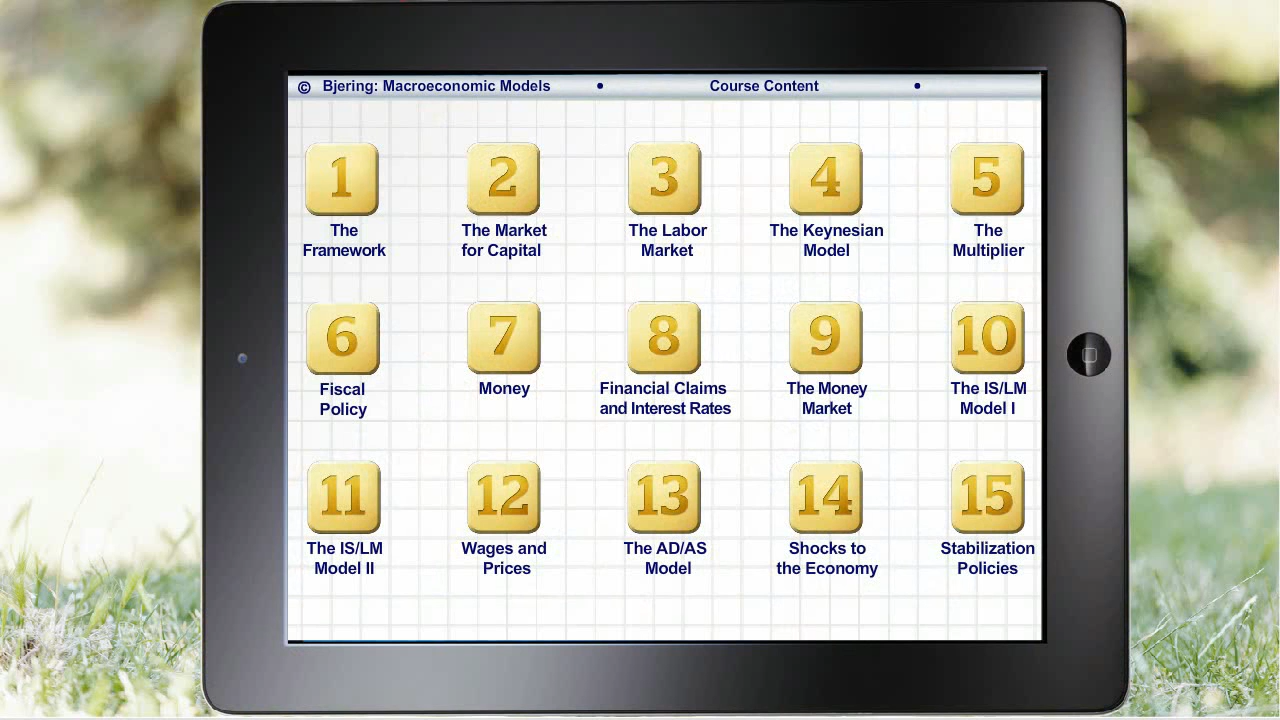 © Bjering: Macroeconomic Models • Course Content •
1 2 3 4 5
The Framework
The Market for Capital
The Labor Market
The Keynesian Model
The Multiplier
6 7 8 9 10
Fiscal Policy
Money
Financial Claims and Interest Rates
The Money Market
The IS/LM Model I
11 12 13 14 15
The IS/LM Model II
Wages and Prices
The AD/AS Model
Shocks to the Economy
Stabilization Policies